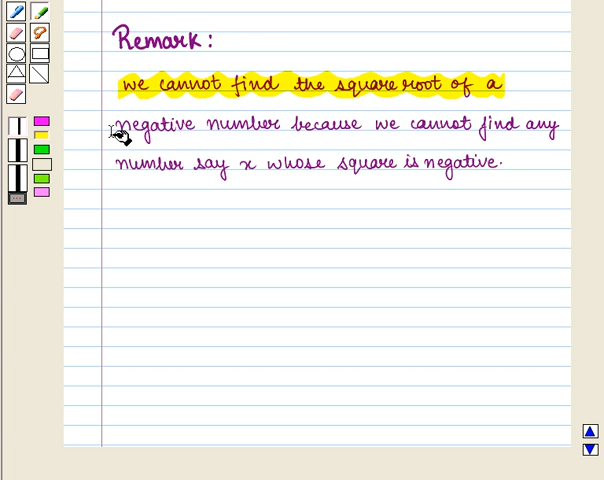 Remark:
we cannot find the square root of a
negative number because we cannot find any
number say x whose square is negative.